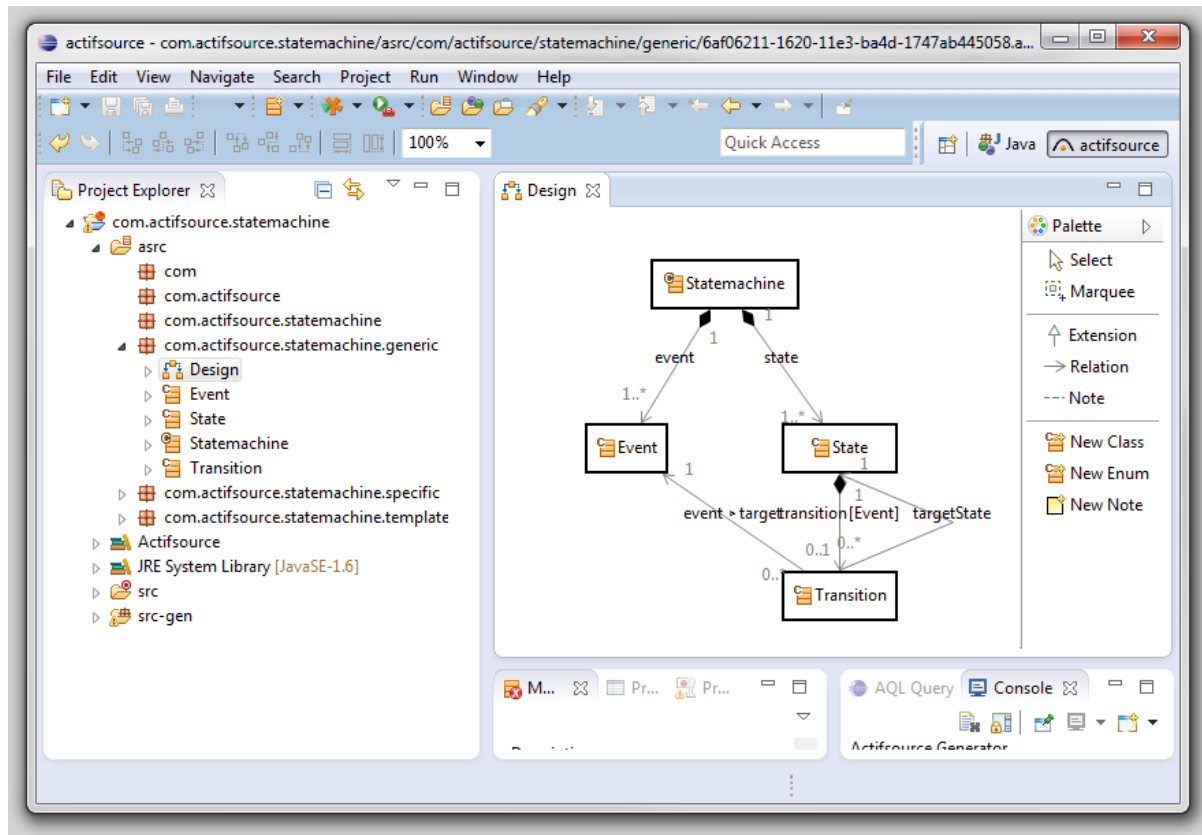 actifsource - com.actifsource.statemachine/asrc/com/actifsource/statemachine/generic/6af06211-1620-11e3-ba4d-1747ab445058.a...
File Edit View Navigate Search Project Run Window Help
100%
Quick Access
Java
actifsource
Project Explorer
com.actifsource.statemachine
asrc
com
com.actifsource
com.actifsource.statemachine
com.actifsource.statemachine.generic
Design
Event
State
Statemachine
Transition
com.actifsource.statemachine.specific
com.actifsource.statemachine.template
Actifsource
JRE System Library [JavaSE-1.6]
src
src-gen
Design
Statemachine
1
1
event
state
1..*
1..*
Event
State
1
1
1
event ▸ target
transition[Event]
targetState
0..1
0..*
0..*
Transition
Palette
Select
Marquee
Extension
Relation
Note
New Class
New Enum
New Note
M...
Pr...
Pr...
AQL Query
Console
Actifsource Generator